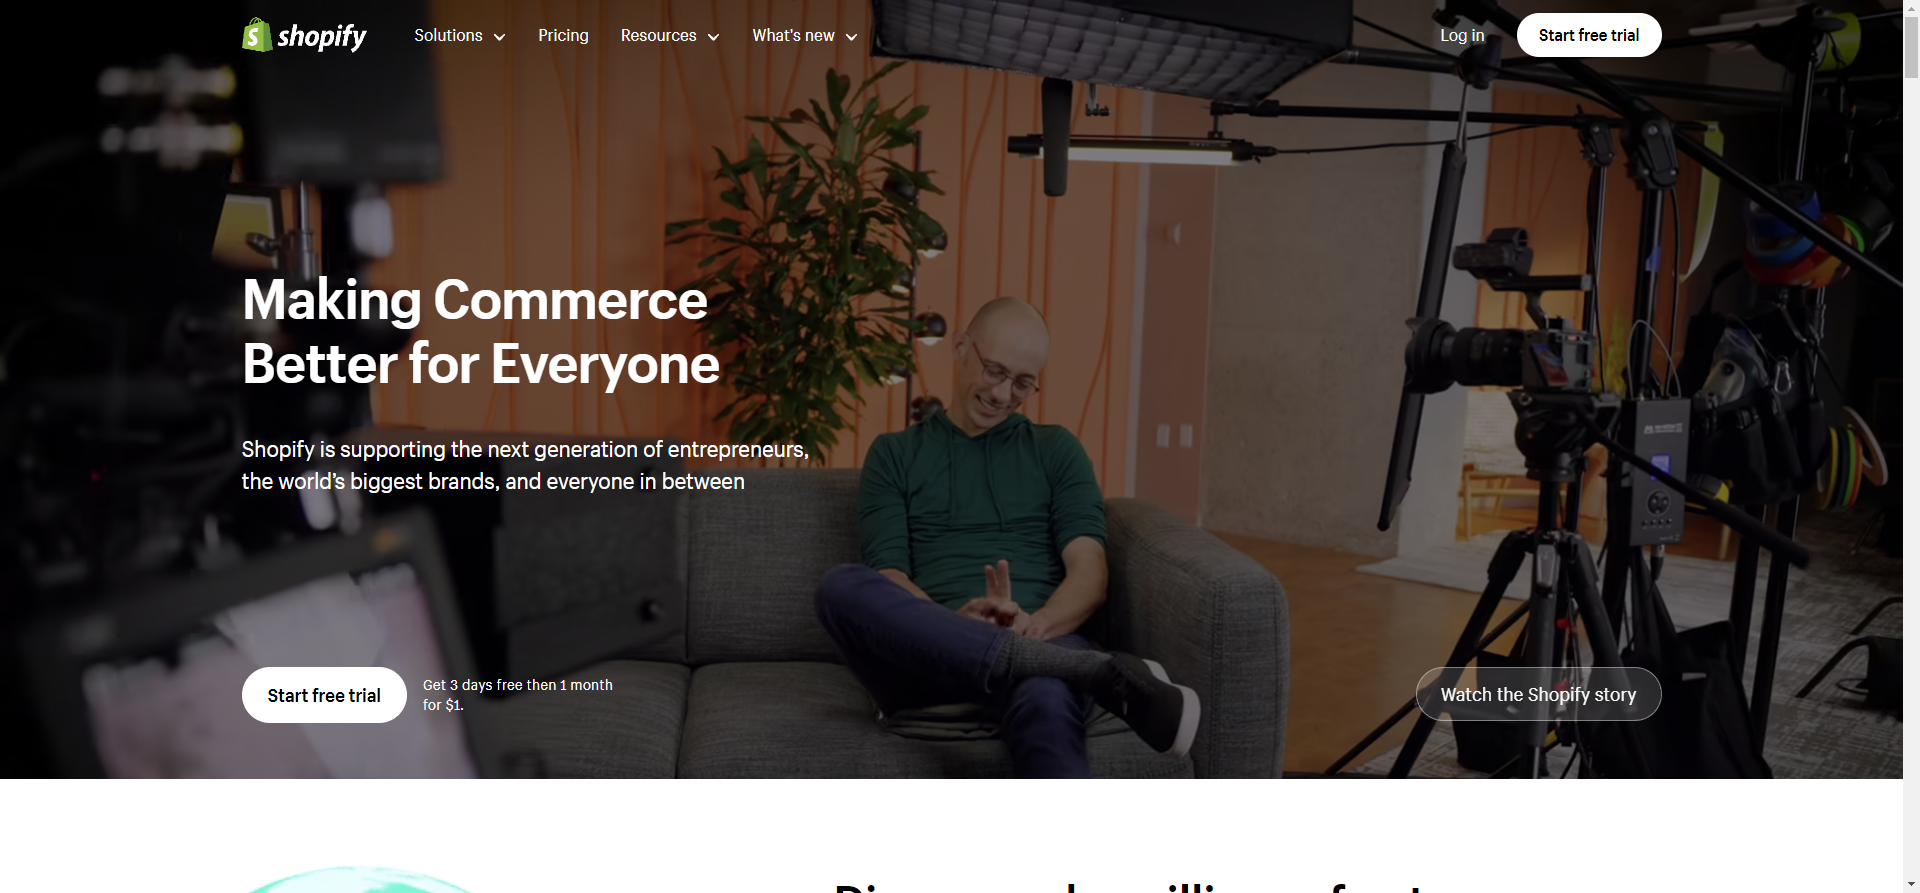 shopify
Solutions
Pricing
Resources
What's new
Log in
Start free trial
Making Commerce
Better for Everyone
Shopify is supporting the next generation of entrepreneurs,
the world's biggest brands, and everyone in between
Start free trial
Get 3 days free then 1 month
for $1.
Watch the Shopify story